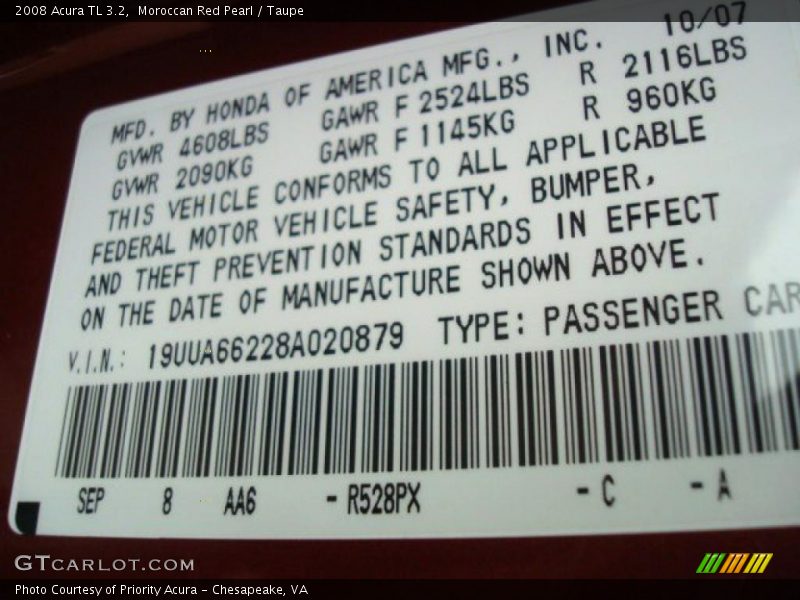 2008 Acura TL 3.2,  Moroccan Red Pearl / Taupe
10/07
MFD. BY HONDA OF AMERICA MFG., INC.
GVWR 4608LBS GAWR F 2524LBS R 2116LBS
GVWR 2090KG GAWR F 1145KG R 960KG
THIS VEHICLE CONFORMS TO ALL APPLICABLE
FEDERAL MOTOR VEHICLE SAFETY, BUMPER,
AND THEFT PREVENTION STANDARDS IN EFFECT
ON THE DATE OF MANUFACTURE SHOWN ABOVE.
V.I.N.: 19UUA66228A020879 TYPE: PASSENGER CAR
SEP 8 AA6 - R528PX - C - A
GTCARLOT.COM
Photo Courtesy of Priority Acura - Chesapeake, VA